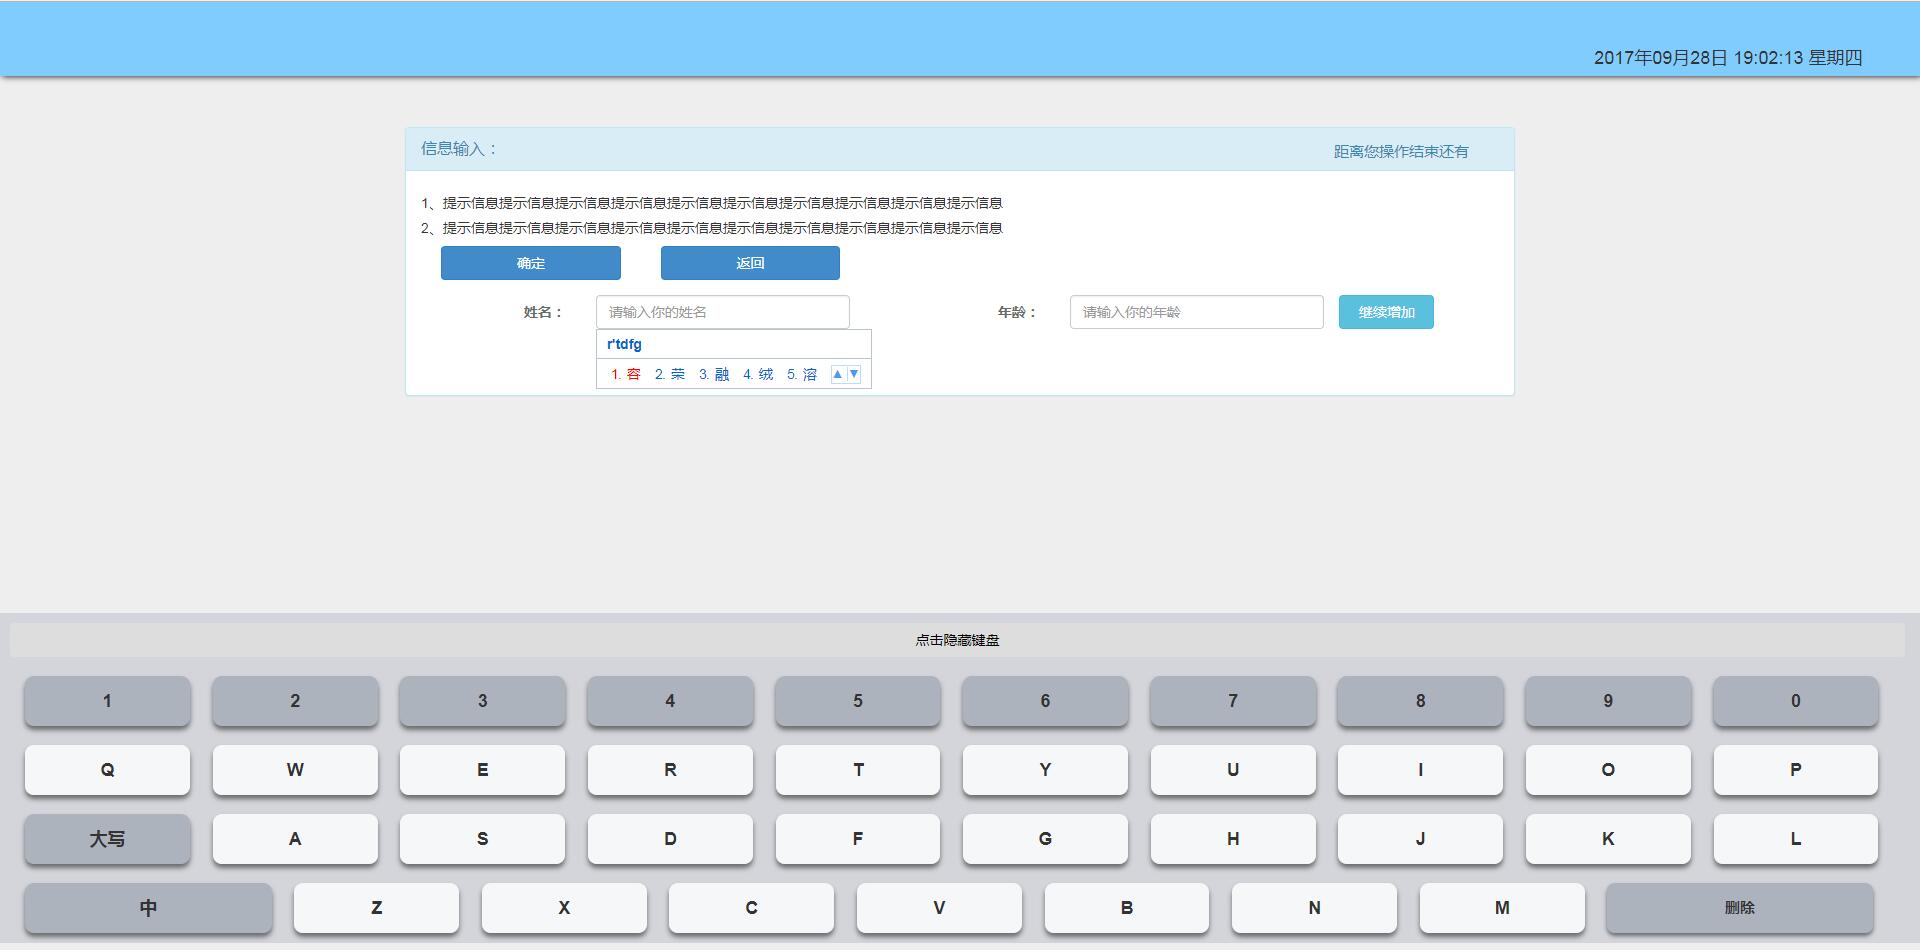 2017年09月28日 19:02:13 星期四
信息输入：
距离您操作结束还有
1、提示信息提示信息提示信息提示信息提示信息提示信息提示信息提示信息提示信息提示信息
2、提示信息提示信息提示信息提示信息提示信息提示信息提示信息提示信息提示信息提示信息
确定 返回
姓名： 请输入你的姓名 年龄： 请输入你的年龄 继续增加
r'tdfg
1. 容 2. 荣 3. 融 4. 绒 5. 溶 ▲ ▼
点击隐藏键盘
1 2 3 4 5 6 7 8 9 0
Q W E R T Y U I O P
大写 A S D F G H J K L
中 Z X C V B N M 删除